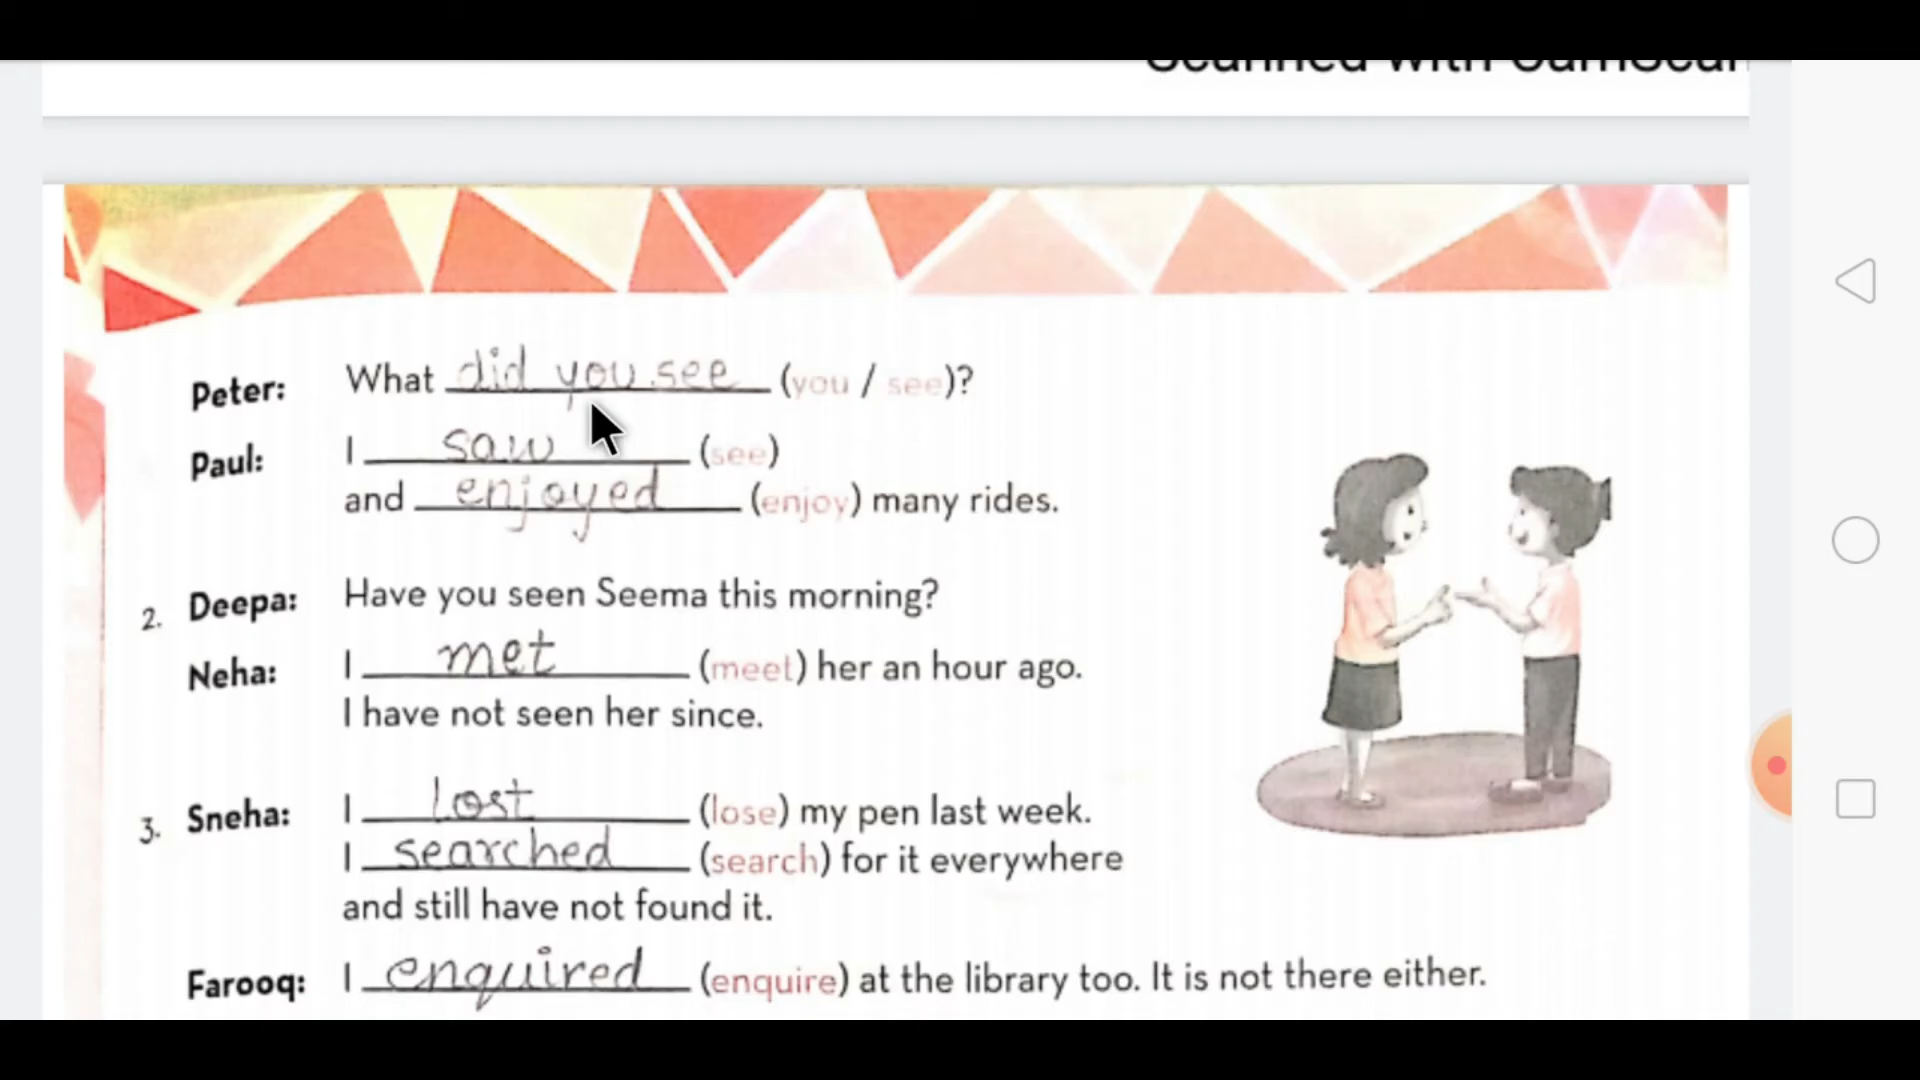 Scanned with CamScan
Peter: What did you see (you / see)?
Paul: I saw (see)
and enjoyed (enjoy) many rides.
2. Deepa: Have you seen Seema this morning?
Neha: I met (meet) her an hour ago.
I have not seen her since.
3. Sneha: I lost (lose) my pen last week.
I searched (search) for it everywhere
and still have not found it.
Farooq: I enquired (enquire) at the library too. It is not there either.